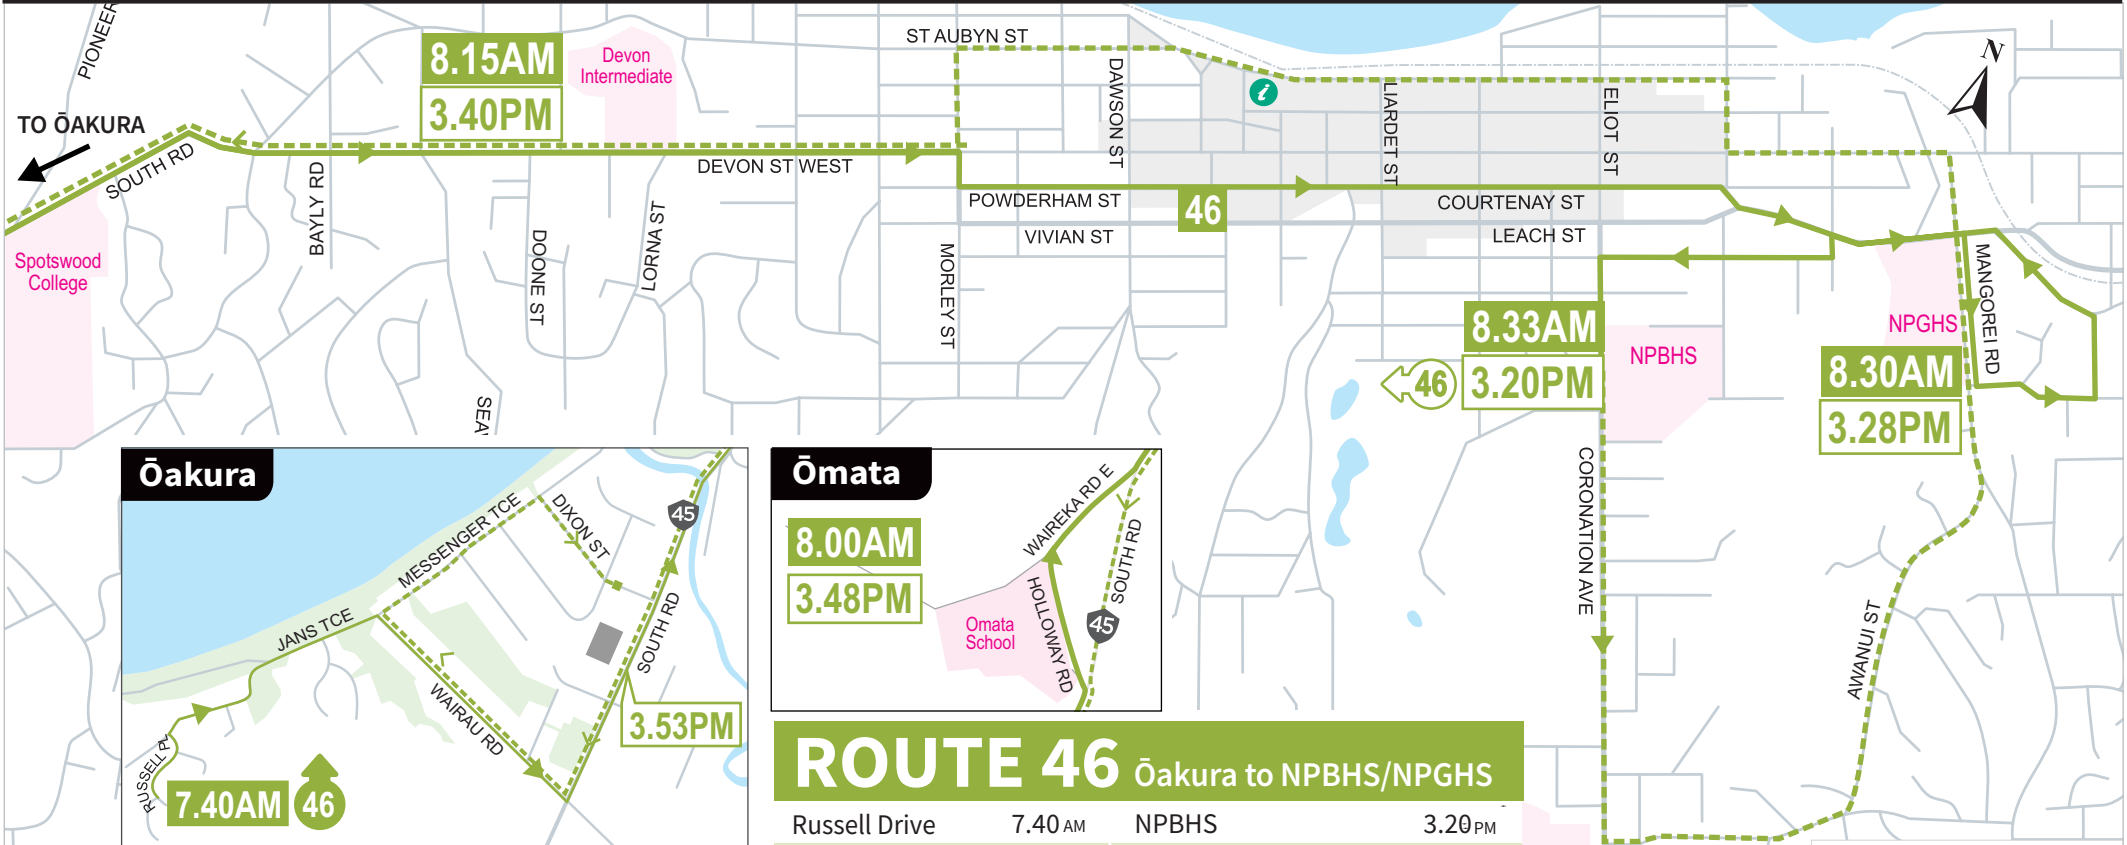 PIONEER
TO ŌAKURA
SOUTH RD
Spotswood
College
8.15AM
3.40PM
Devon
Intermediate
BAYLY RD
DOONE ST
LORNA ST
DEVON ST WEST
ST AUBYN ST
DAWSON ST
LIARDET ST
ELIOT ST
i
N
POWDERHAM ST
46
COURTENAY ST
VIVIAN ST
LEACH ST
MORLEY ST
MANGOREI RD
NPGHS
8.33AM
3.20PM
46
NPBHS
8.30AM
3.28PM
CORONATION AVE
AWANUI ST
Ōakura
MESSENGER TCE
DIXON ST
45
JANS TCE
SOUTH RD
WAIRAU RD
3.53PM
RUSSELL PL
7.40AM
46
Ōmata
8.00AM
3.48PM
WAIREKA RD E
SOUTH RD
HOLLOWAY RD
45
Omata
School
ROUTE 46 Ōakura to NPBHS/NPGHS
Russell Drive 7.40 AM NPBHS 3.20 PM